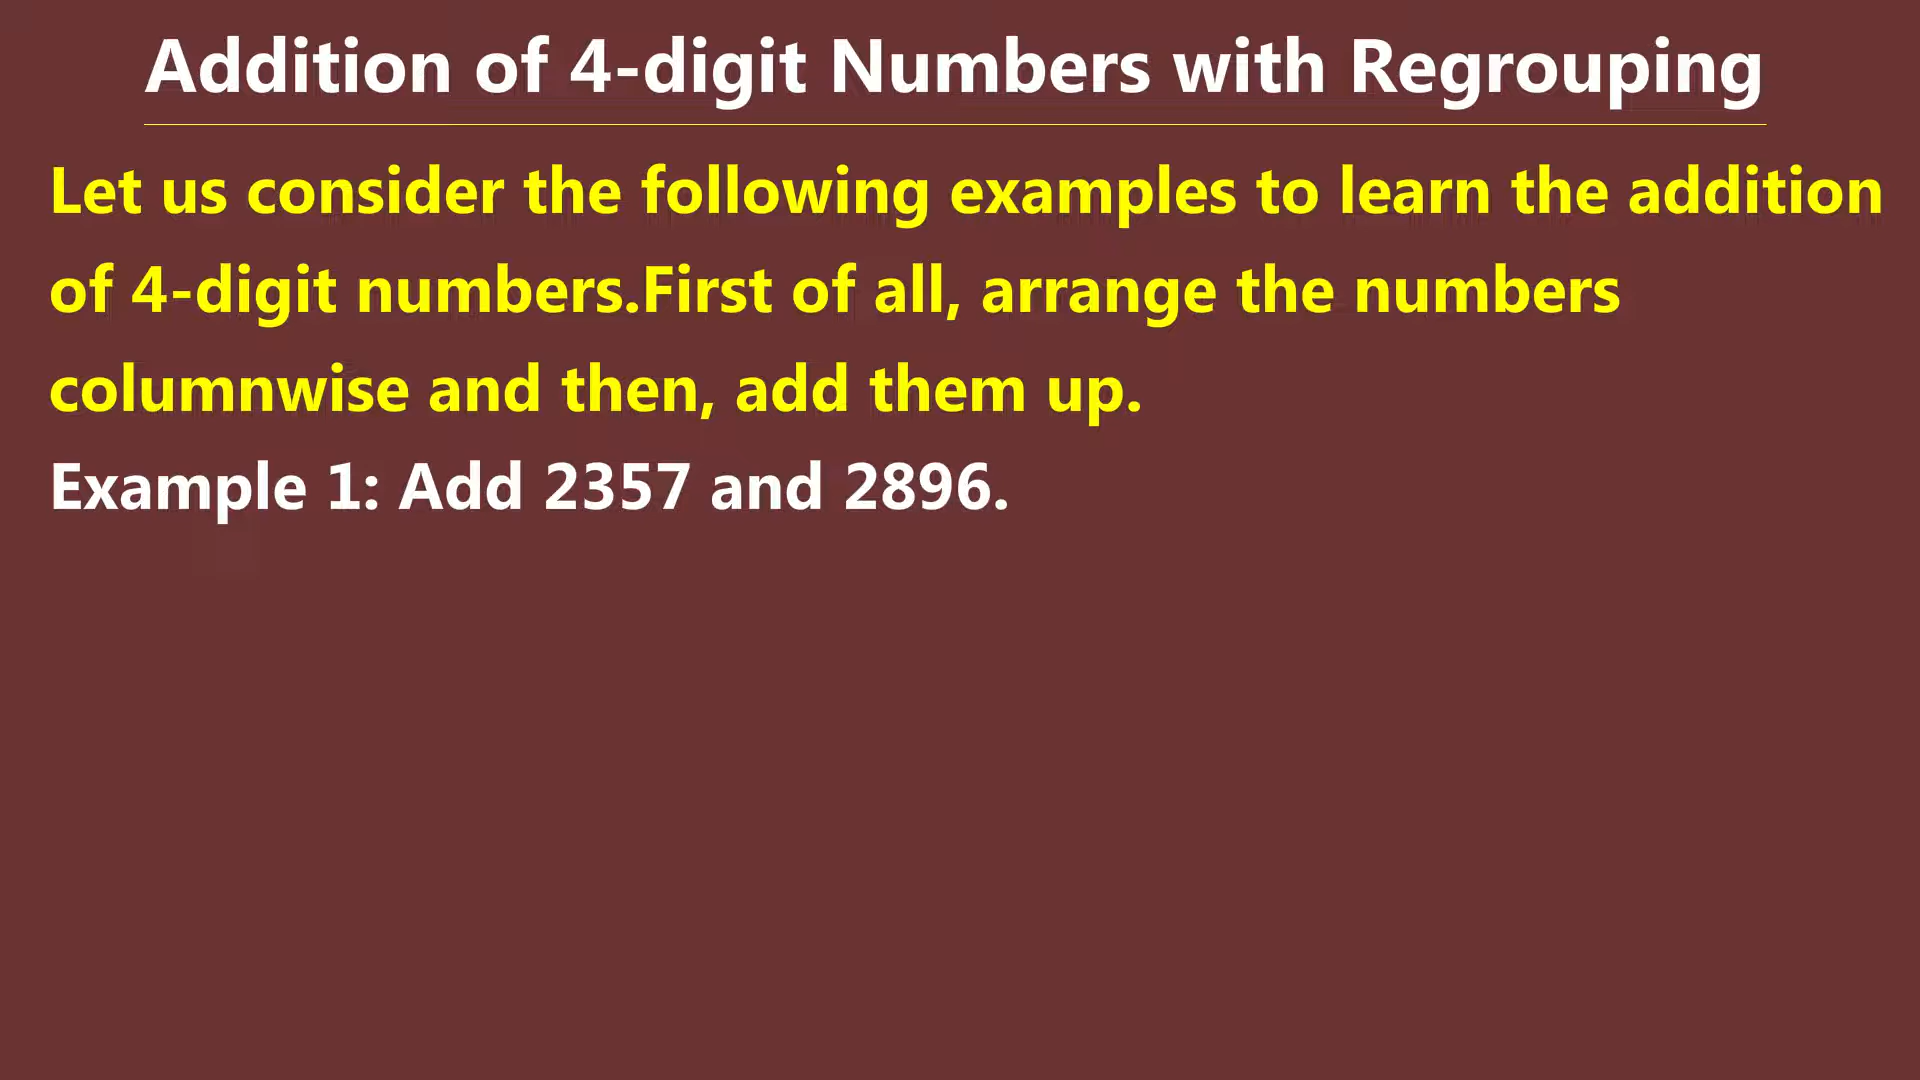 Addition of 4-digit Numbers with Regrouping
Let us consider the following examples to learn the addition
of 4-digit numbers.First of all, arrange the numbers
columnwise and then, add them up.
Example 1: Add 2357 and 2896.